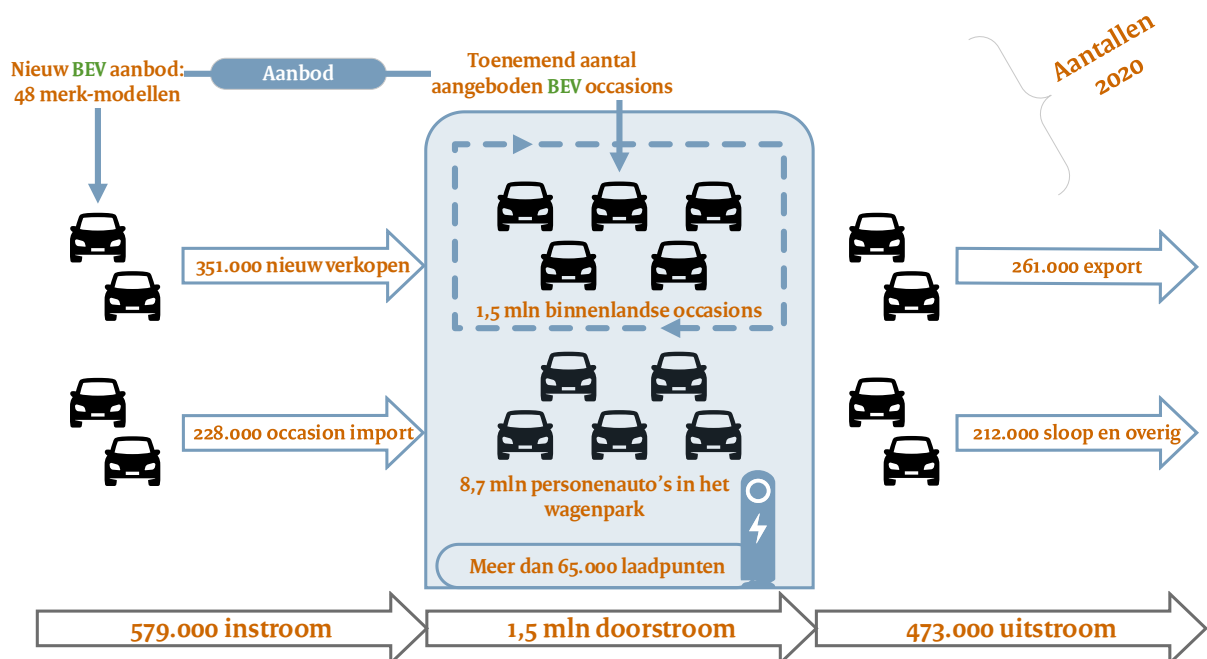 Aantallen
2020
Nieuw BEV aanbod:
48 merk-modellen
Aanbod
Toenemend aantal
aangeboden BEV occasions
351.000 nieuwverkopen
1,5 mln binnenlandse occasions
261.000 export
228.000 occasion import
212.000 sloop en overig
8,7 mln personenauto's in het
wagenpark
Meer dan 65.000 laadpunten
579.000 instroom
1,5 mln doorstroom
473.000 uitstroom